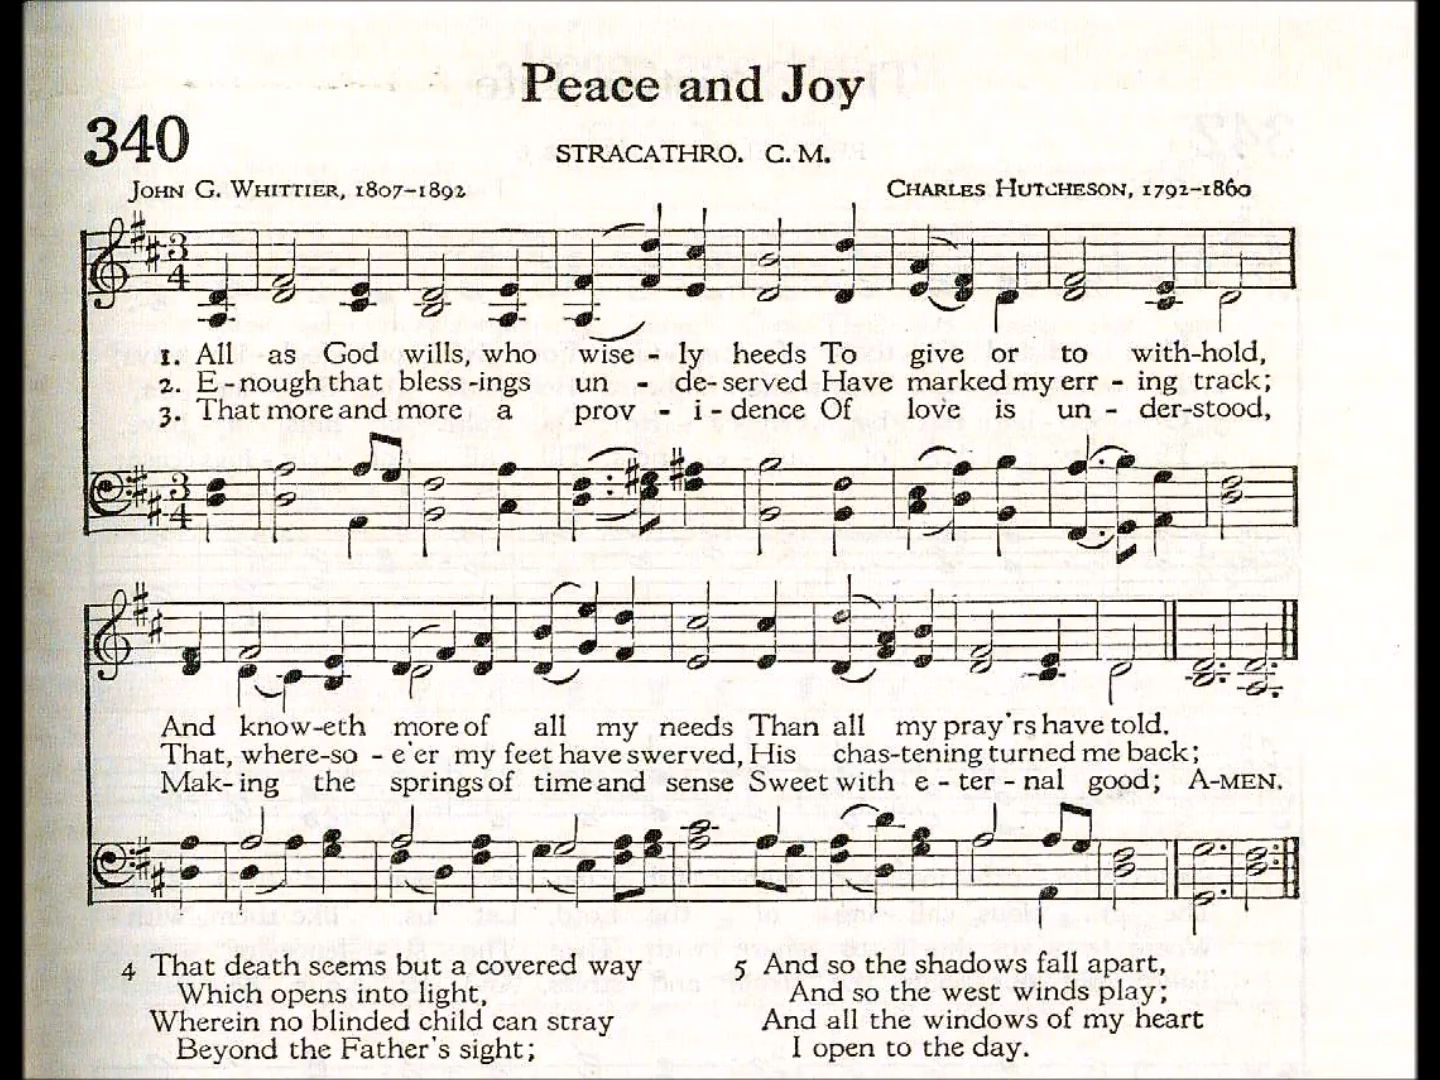 Peace and Joy
340
STRACATHRO. C. M.
JOHN G. WHITTIER, 1807-1892
CHARLES HUTCHESON, 1792-1860
1. All as God wills, who wise - ly heeds To give or to with-hold,
2. E - nough that bless - ings un - de - served Have marked my err - ing track;
3. That more and more a prov - i - dence Of love is un - der-stood,
And know-eth more of all my needs Than all my pray'rs have told.
That, where-so - e'er my feet have swerved, His chas-tening turned me back;
Mak- ing the springs of time and sense Sweet with e - ter - nal good; A-MEN.
4 That death seems but a covered way
Which opens into light,
Wherein no blinded child can stray
Beyond the Father's sight;
5 And so the shadows fall apart,
And so the west winds play;
And all the windows of my heart
I open to the day.